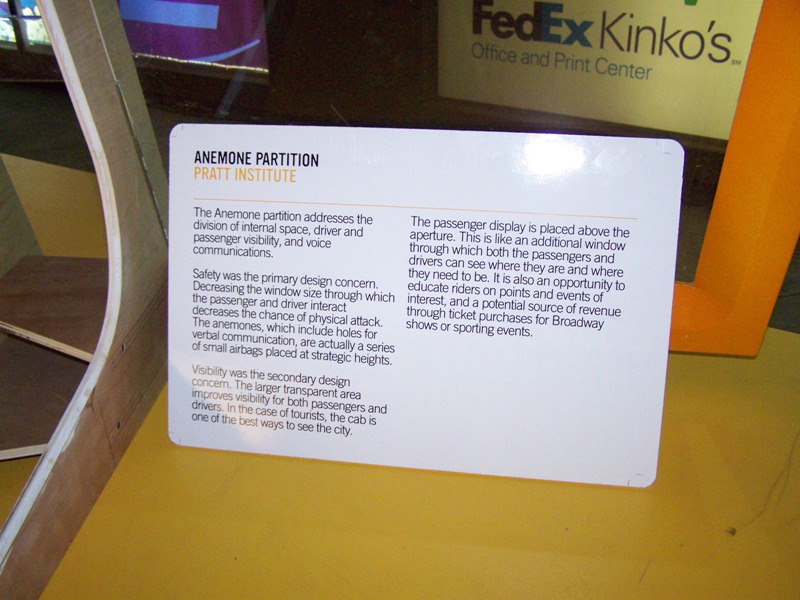 FedEx Kinko's
Office and Print Center
ANEMONE PARTITION
PRATT INSTITUTE
The Anemone partition addresses the
division of internal space, driver and
passenger visibility, and voice
communications.
Safety was the primary design concern.
Decreasing the window size through which
the passenger and driver interact
decreases the chance of physical attack.
The anemones, which include holes for
verbal communication, are actually a series
of small airbags placed at strategic heights.
Visibility was the secondary design
concern. The larger transparent area
improves visibility for both passengers and
drivers. In the case of tourists, the cab is
one of the best ways to see the city.
The passenger display is placed above the
aperture. This is like an additional window
through which both the passengers and
drivers can see where they are and where
they need to be. It is also an opportunity to
educate riders on points and events of
interest, and a potential source of revenue
through ticket purchases for Broadway
shows or sporting events.